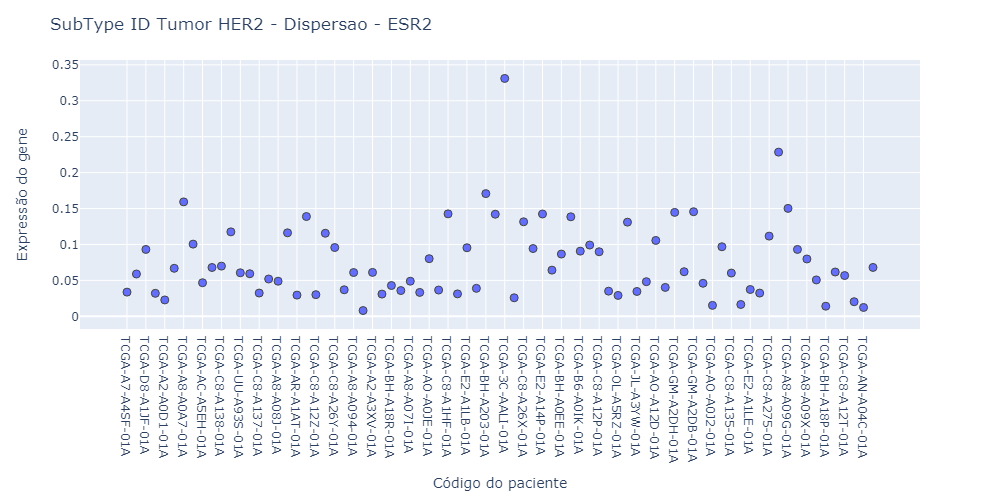 SubType ID Tumor HER2 - Dispersao - ESR2
Expressão do gene
0.35
0.3
0.25
0.2
0.15
0.1
0.05
0
TCGA-A7-A4SF-01A
TCGA-D8-A1JF-01A
TCGA-A2-A0D1-01A
TCGA-A8-A0A7-01A
TCGA-AC-A5EH-01A
TCGA-C8-A138-01A
TCGA-UU-A93S-01A
TCGA-C8-A137-01A
TCGA-A8-A08J-01A
TCGA-AR-A1AT-01A
TCGA-C8-A12Z-01A
TCGA-C8-A26Y-01A
TCGA-A8-A094-01A
TCGA-A2-A3XV-01A
TCGA-BH-A18R-01A
TCGA-A8-A07I-01A
TCGA-AO-A0JE-01A
TCGA-C8-A1HF-01A
TCGA-E2-A1LB-01A
TCGA-BH-A203-01A
TCGA-3C-AALI-01A
TCGA-C8-A26X-01A
TCGA-E2-A14P-01A
TCGA-BH-A0EE-01A
TCGA-B6-A0IK-01A
TCGA-C8-A12P-01A
TCGA-OL-A5RZ-01A
TCGA-JL-A3YW-01A
TCGA-AO-A12D-01A
TCGA-GM-A2DH-01A
TCGA-GM-A2DB-01A
TCGA-AO-A0J2-01A
TCGA-C8-A135-01A
TCGA-E2-A1LE-01A
TCGA-C8-A275-01A
TCGA-A8-A09G-01A
TCGA-A8-A09X-01A
TCGA-BH-A18P-01A
TCGA-C8-A12T-01A
TCGA-AN-A04C-01A
Código do paciente